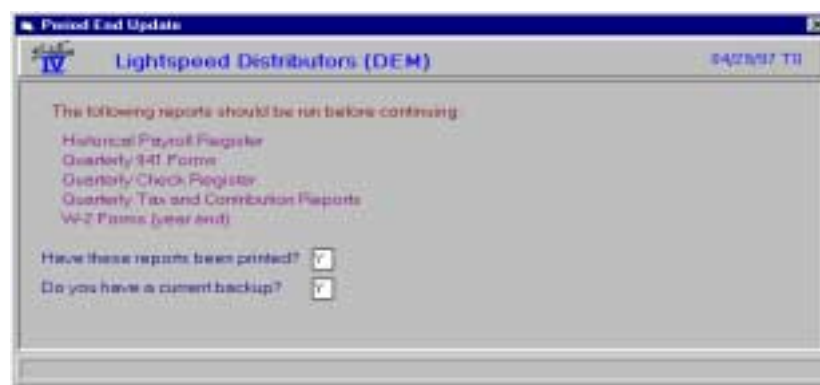 Period End Update
IV Lightspeed Distributors (DEM) 04/28/97 T0
The following reports should be run before continuing:
Historical Payroll Register
Quarterly 941 Forms
Quarterly Check Register
Quarterly Tax and Contribution Reports
W-2 Forms (year end)
Have these reports been printed? Y
Do you have a current backup? Y